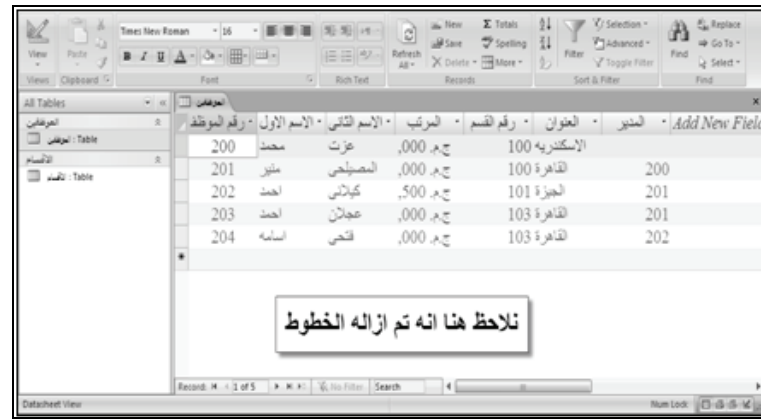 Times New Roman 16
New Σ Totals Selection Replace
Save Spelling Advanced Go To
View Paste B I U A Refresh All Delete More Filter Toggle Filter Find Select
Views Clipboard Font Rich Text Records Sort & Filter Find
All Tables
الموظفين
الموظفين : Table
الأقسام
الأقسام : Table
الموظفين
رقم الموظف الاسم الاول الاسم الثانى المرتب رقم القسم العنوان المدير Add New Field
200 محمد عزت ج.م. 000, 100 الاسكندريه
201 منير المصيلحى ج.م. 000, 100 القاهرة 200
202 احمد كيلانى ج.م. 500, 101 الجيزة 201
203 احمد عجلان ج.م. 000, 103 القاهرة 201
204 اسامه فتحى ج.م. 000, 103 القاهرة 202
نلاحظ هنا انه تم ازاله الخطوط
Record: 1 of 5 No Filter Search
Datasheet View Num Lock